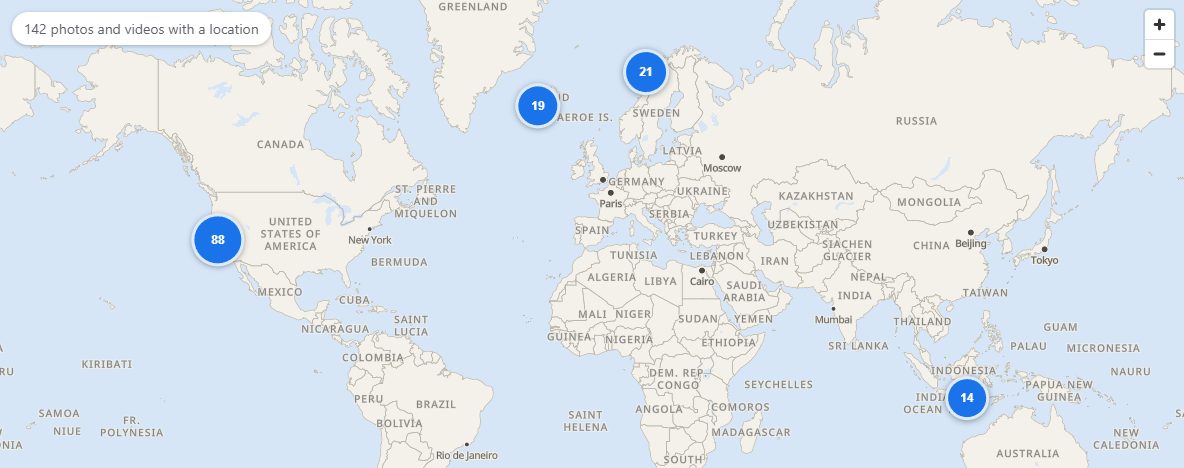 GREENLAND
142 photos and videos with a location
+
21
19
SWEDEN
RUSSIA
CANADA
LATVIA
Moscow
GERMANY
ST. PIERRE
AND
MIQUELON
UKRAINE
KAZAKHSTAN
MONGOLIA
Paris
SERBIA
UNITED
STATES OF
AMERICA
SPAIN
UZBEKISTAN
88
New York
TURKEY
SIACHEN
GLACIER
CHINA
Beijing
TUNISIA
LEBANON
IRAN
Tokyo
BERMUDA
ALGERIA
LIBYA
Cairo
NEPAL
SAUDI
ARABIA
MEXICO
CUBA
INDIA
TAIWAN
MALI
NIGER
SUDAN
YEMEN
Mumbai
THAILAND
GUAM
NICARAGUA
SAINT
LUCIA
GUINEA
NIGERIA
ETHIOPIA
SRI LANKA
PALAU
MICRONESIA
COLOMBIA
KIRIBATI
DEM. REP.
CONGO
INDONESIA
NAURU
SEYCHELLES
PERU
BRAZIL
14
PAPUA NEW
GUINEA
SAMOA
ANGOLA
COMOROS
OCEAN
NIUE
FR.
POLYNESIA
BOLIVIA
SAINT
HELENA
MADAGASCAR
NEW
CALEDONIA
Rio de Janeiro
SOUTH
AUSTRALIA